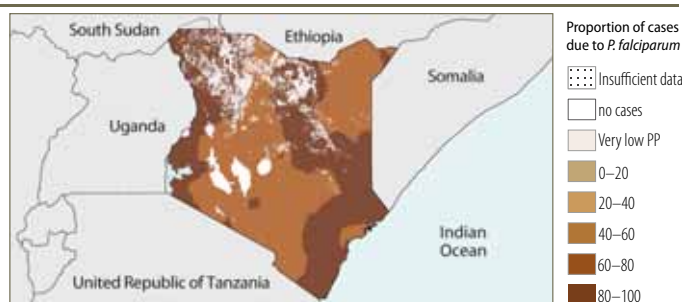 Proportion of cases
due to P. falciparum
South Sudan
Ethiopia
Somalia
Uganda
Indian
Ocean
United Republic of Tanzania
Insufficient data
no cases
Very low PP
0–20
20–40
40–60
60–80
80–100